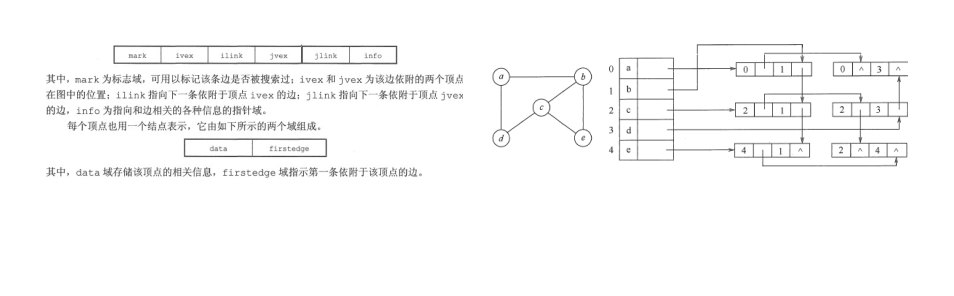 mark ivex ilink jvex jlink info
其中，mark 为标志域，可用以标记该条边是否被搜索过；ivex 和 jvex 为该边依附的两个顶点
在图中的位置；ilink 指向下一条依附于顶点 ivex 的边；jlink 指向下一条依附于顶点 jvex
的边，info 为指向和边相关的各种信息的指针域。
每个顶点也用一个结点表示，它由如下所示的两个域组成。
data firstedge
其中，data 域存储该顶点的相关信息，firstedge 域指示第一条依附于该顶点的边。
a b
c
d e
0 a 0 1 0 ^ 3 ^
1 b
2 c 2 1 2 3
3 d
4 e 4 1 ^ 2 ^ 4 ^